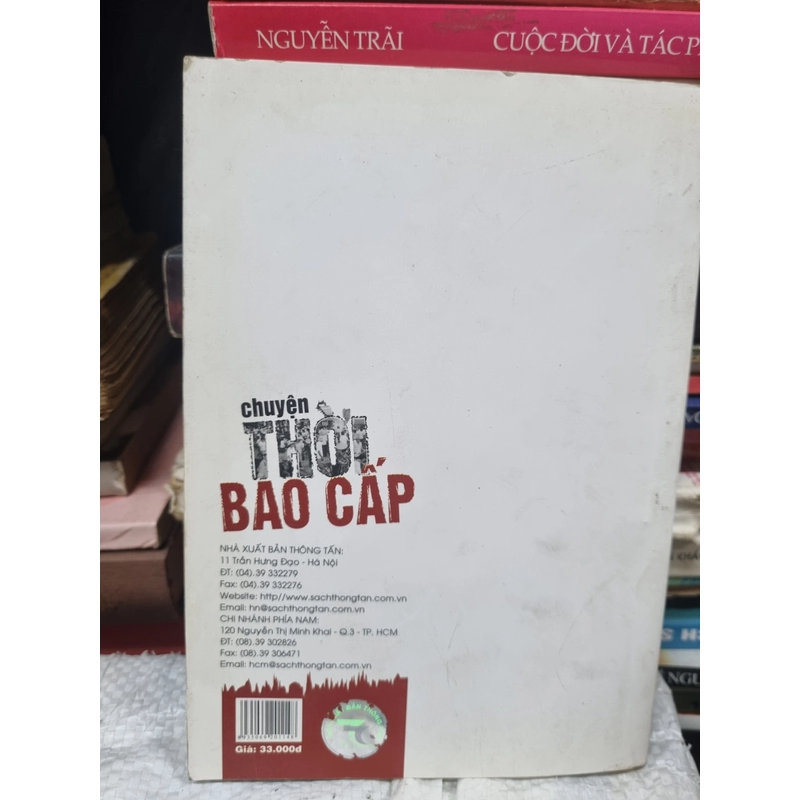 NGUYỄN TRÃI CUỘC ĐỜI VÀ TÁC
chuyện
THỜI
BAO CẤP
NHÀ XUẤT BẢN THÔNG TẤN:
11 Trần Hưng Đạo - Hà Nội
ĐT: (04).39 332279
Fax: (04).39 332276
Website: http//www.sachthongtan.com.vn
Email: hn@sachthongtan.com.vn
CHI NHÁNH PHÍA NAM:
120 Nguyễn Thị Minh Khai - Q.3 - TP. HCM
ĐT: (08).39 302826
Fax: (08).39 306471
Email: hcm@sachthongtan.com.vn
Giá: 33.000đ